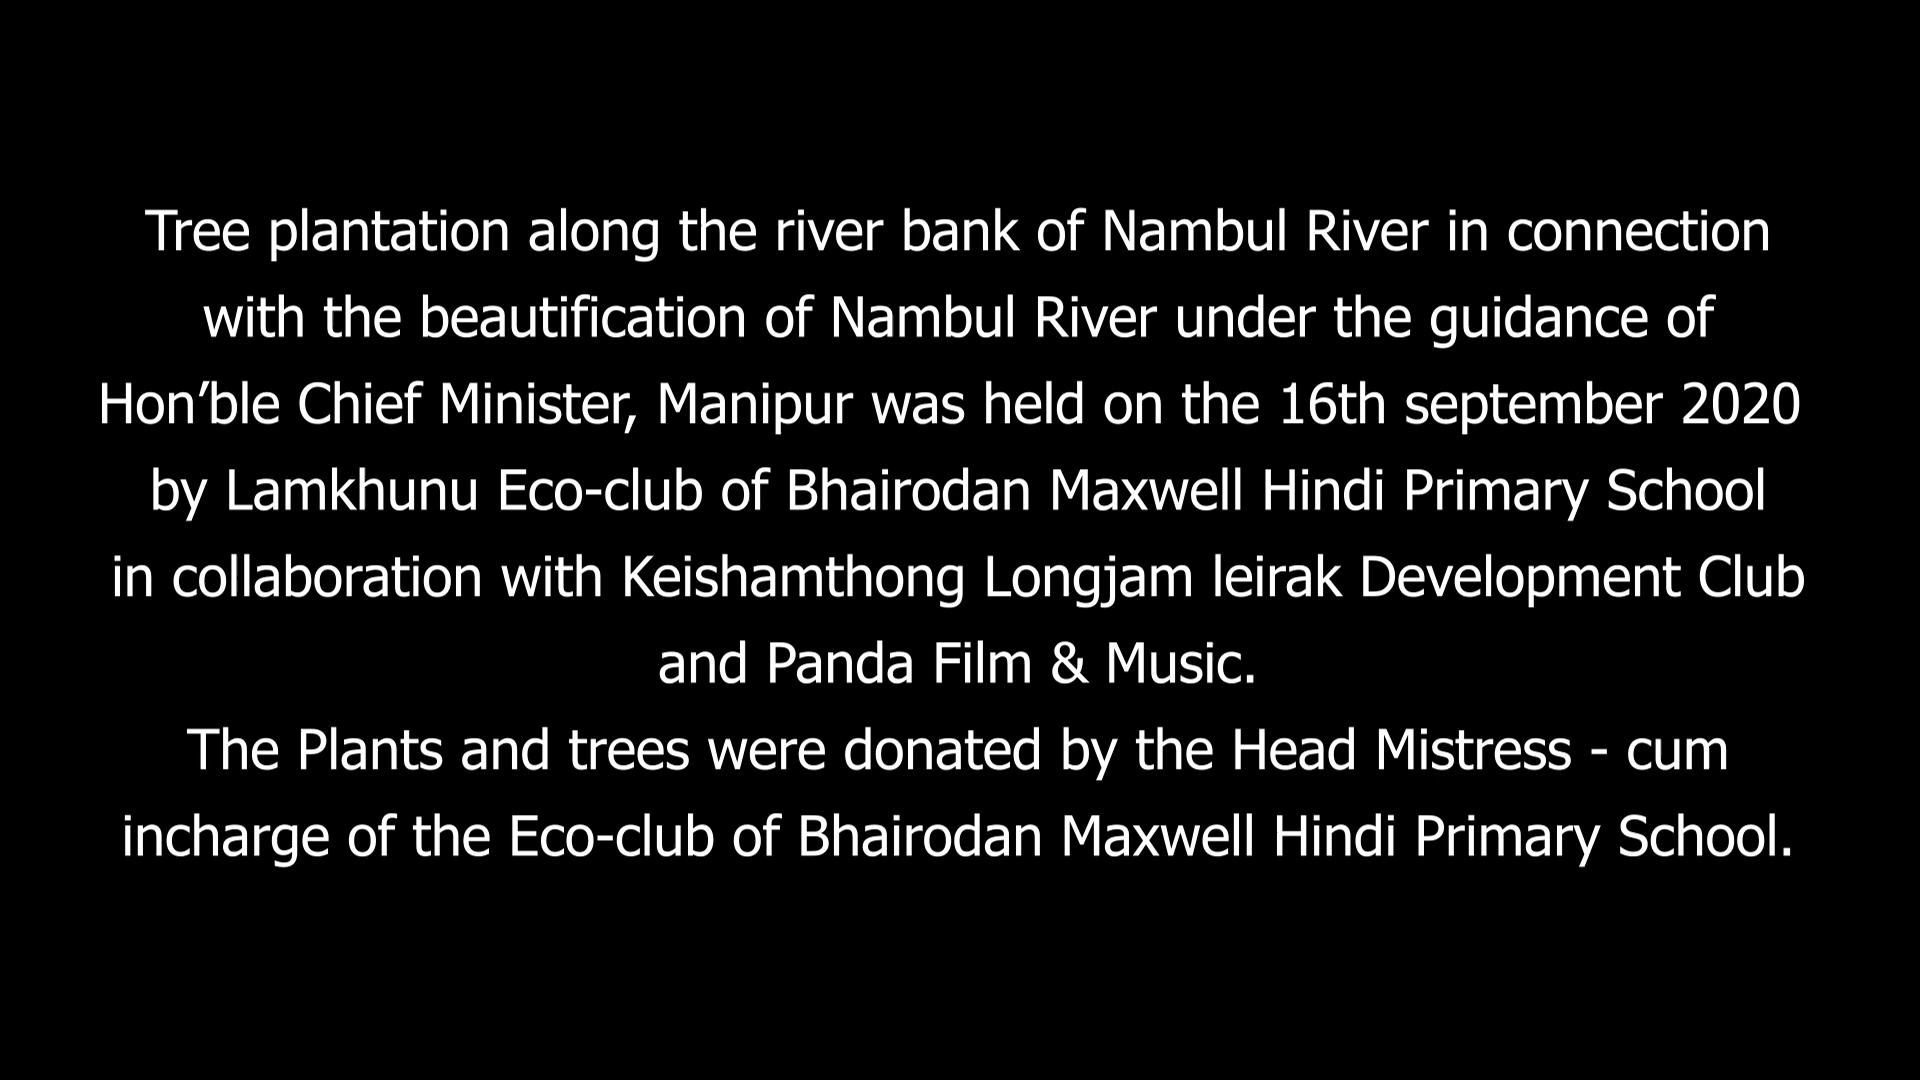 Tree plantation along the river bank of Nambul River in connection
with the beautification of Nambul River under the guidance of
Hon’ble Chief Minister, Manipur was held on the 16th september 2020
by Lamkhunu Eco-club of Bhairodan Maxwell Hindi Primary School
in collaboration with Keishamthong Longjam leirak Development Club
and Panda Film & Music.
The Plants and trees were donated by the Head Mistress - cum
incharge of the Eco-club of Bhairodan Maxwell Hindi Primary School.